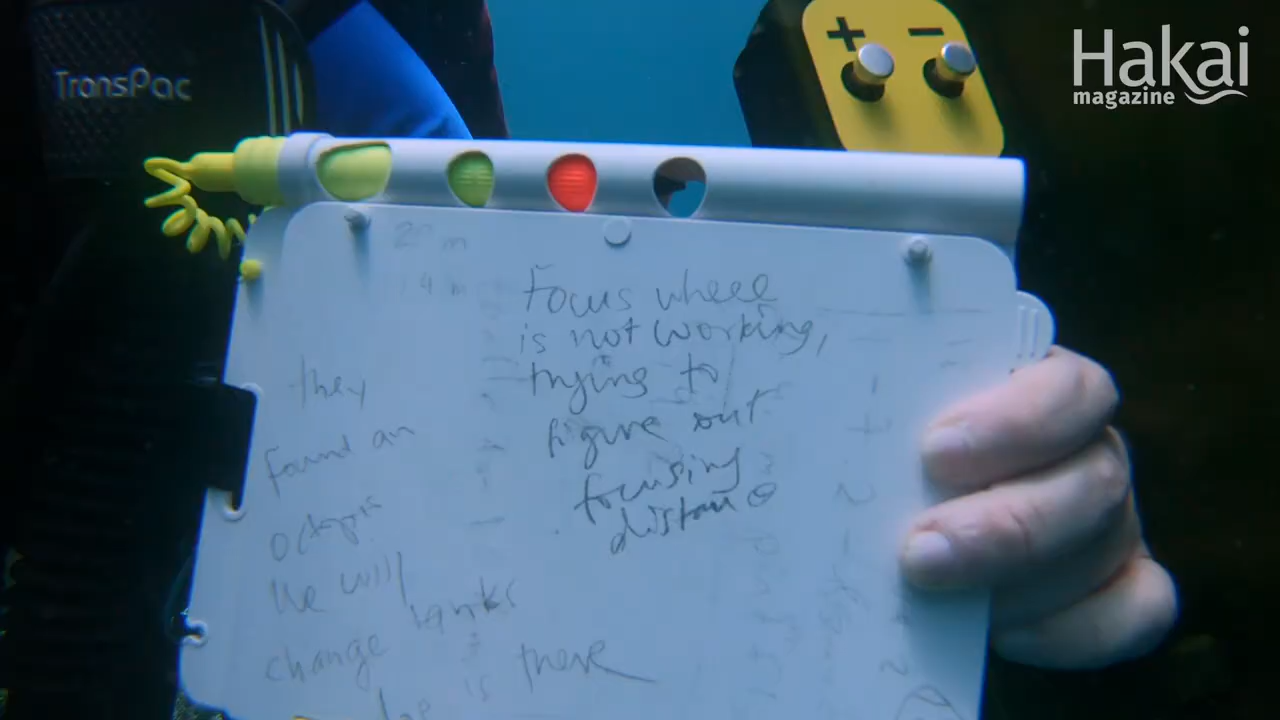 Hakai
magazine
TransPac
+ −
Focus wheel
is not working,
trying to
figure out
focusing
distance
they
found an
octopus
We will
change tanks
is there